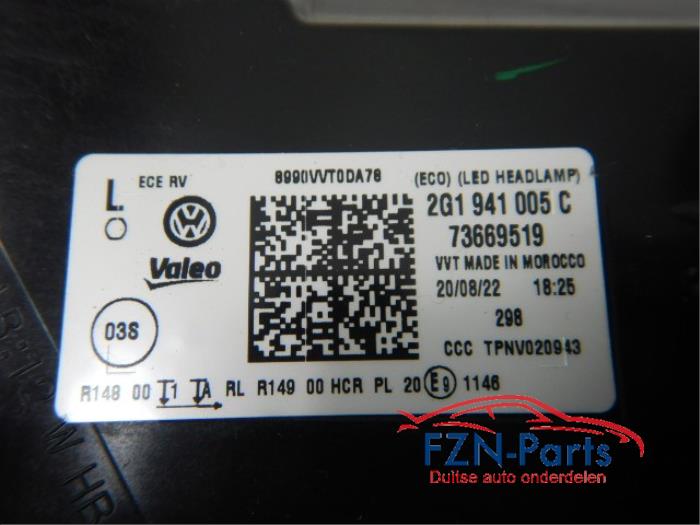 L
ECE RV
8990VVT0DA78
(ECO) (LED HEADLAMP)
2G1 941 005 C
73669519
Valeo
VVT MADE IN MOROCCO
20/08/22 18:25
298
03S
CCC TPNV020943
R148 00 1 1A RL R149 00 HCR PL 20 E9 1146
FZN-Parts
Duitse auto onderdelen